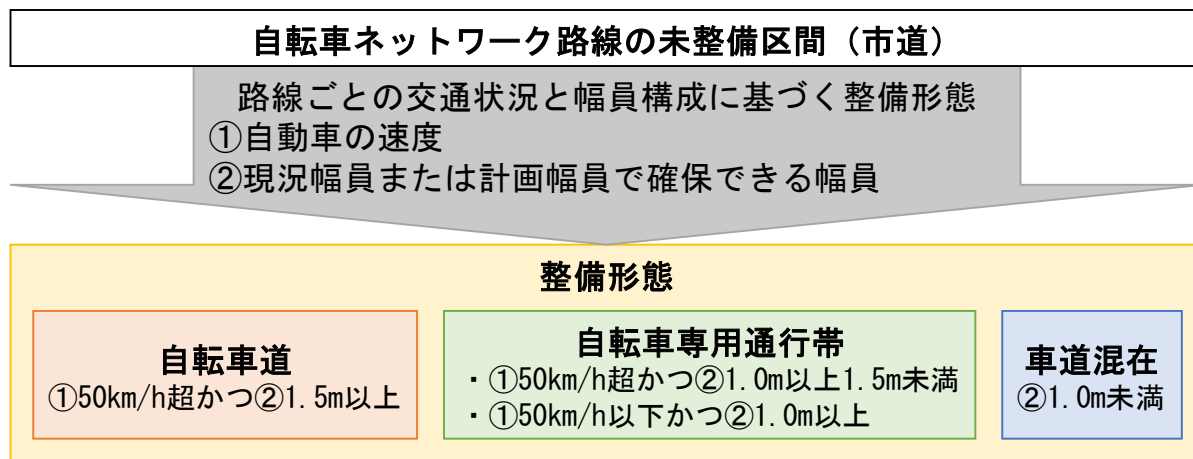 自転車ネットワーク路線の未整備区間（市道）
路線ごとの交通状況と幅員構成に基づく整備形態
①自動車の速度
②現況幅員または計画幅員で確保できる幅員
整備形態
自転車道
①50km/h超かつ②1.5m以上
自転車専用通行帯
・①50km/h超かつ②1.0m以上1.5m未満
・①50km/h以下かつ②1.0m以上
車道混在
②1.0m未満